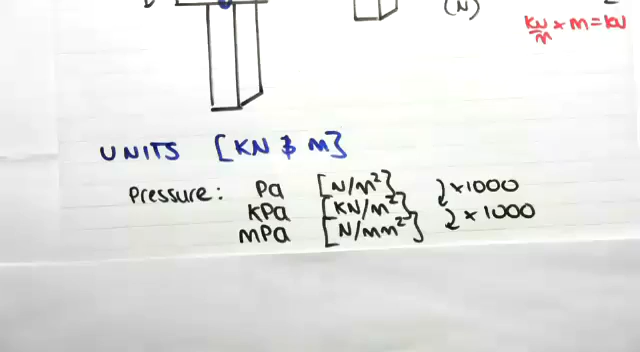 (N)
KN/m × m = KN
UNITS [KN & M]
Pressure: Pa [N/m²] ×1000
kPa [KN/m²] ×1000
mPa [N/mm²]